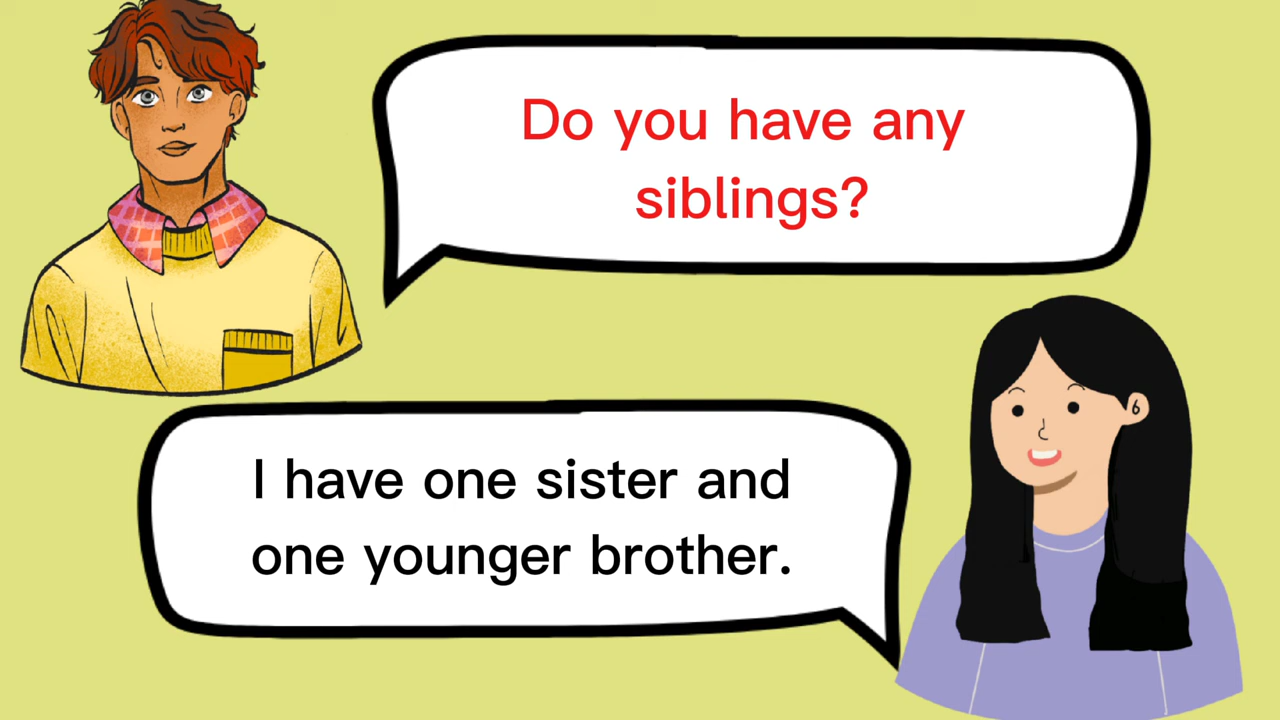 Do you have any
siblings?
I have one sister and
one younger brother.